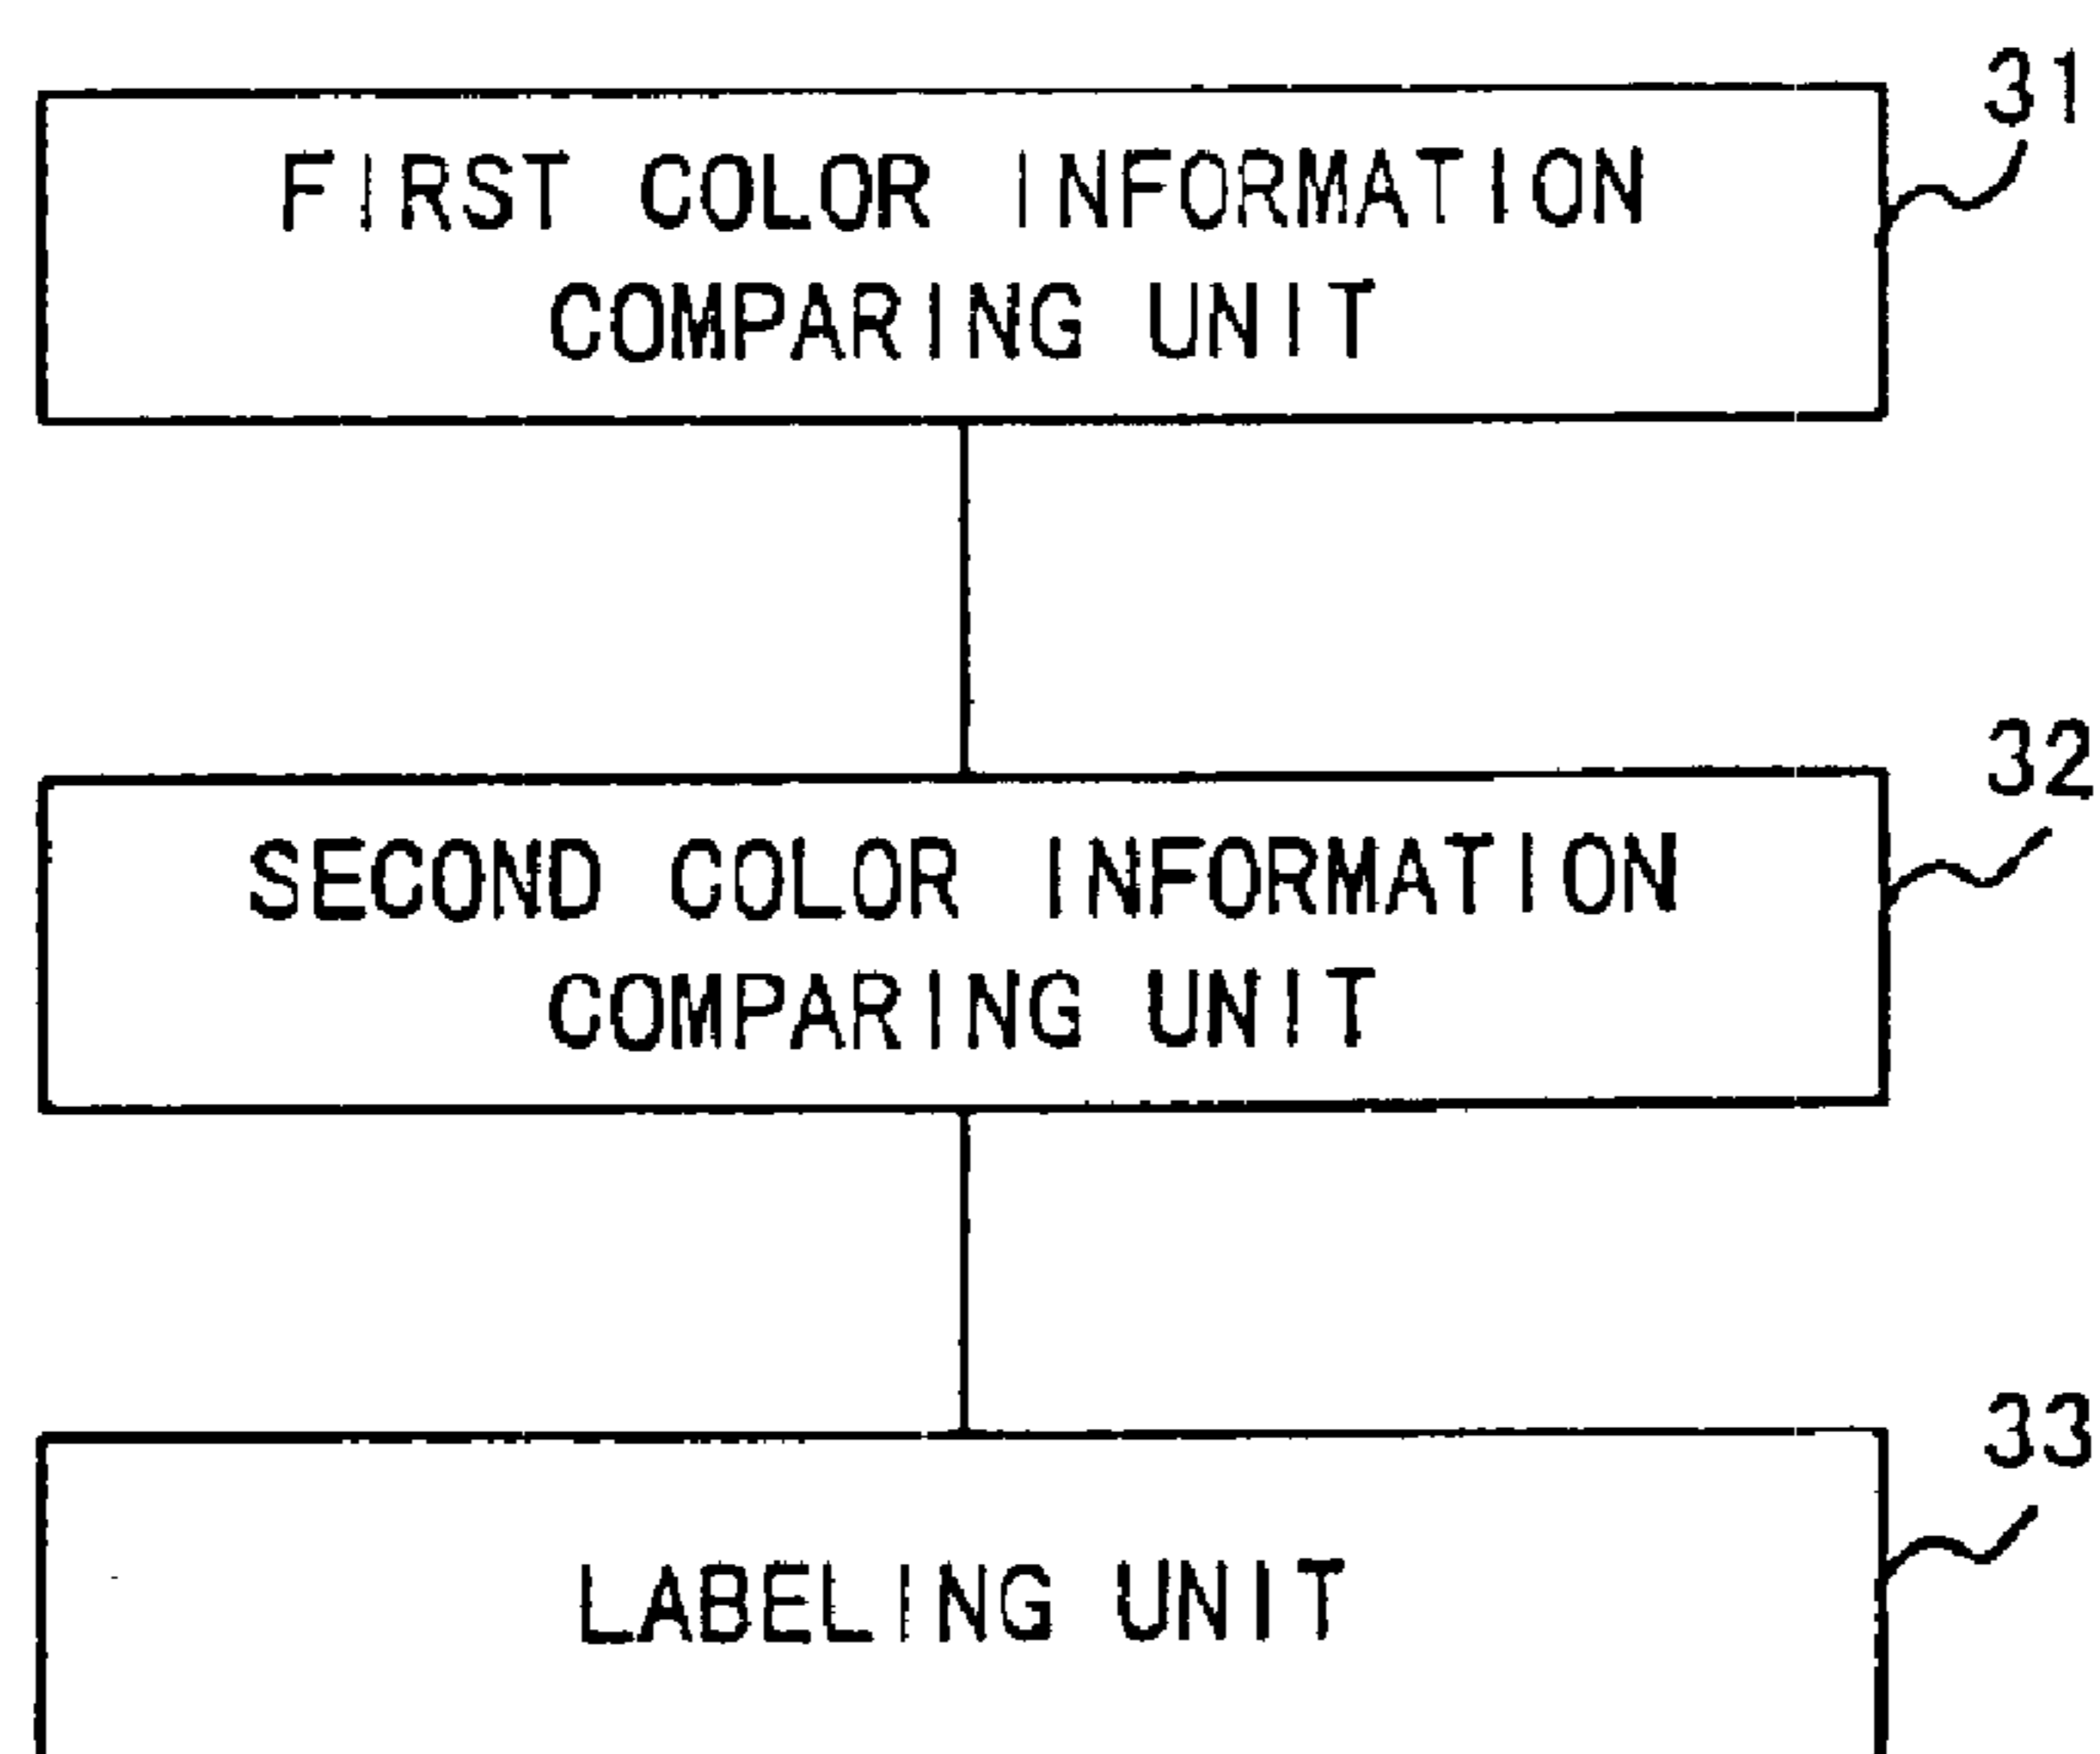 31
FIRST COLOR INFORMATION
COMPARING UNIT
32
SECOND COLOR INFORMATION
COMPARING UNIT
33
LABELING UNIT